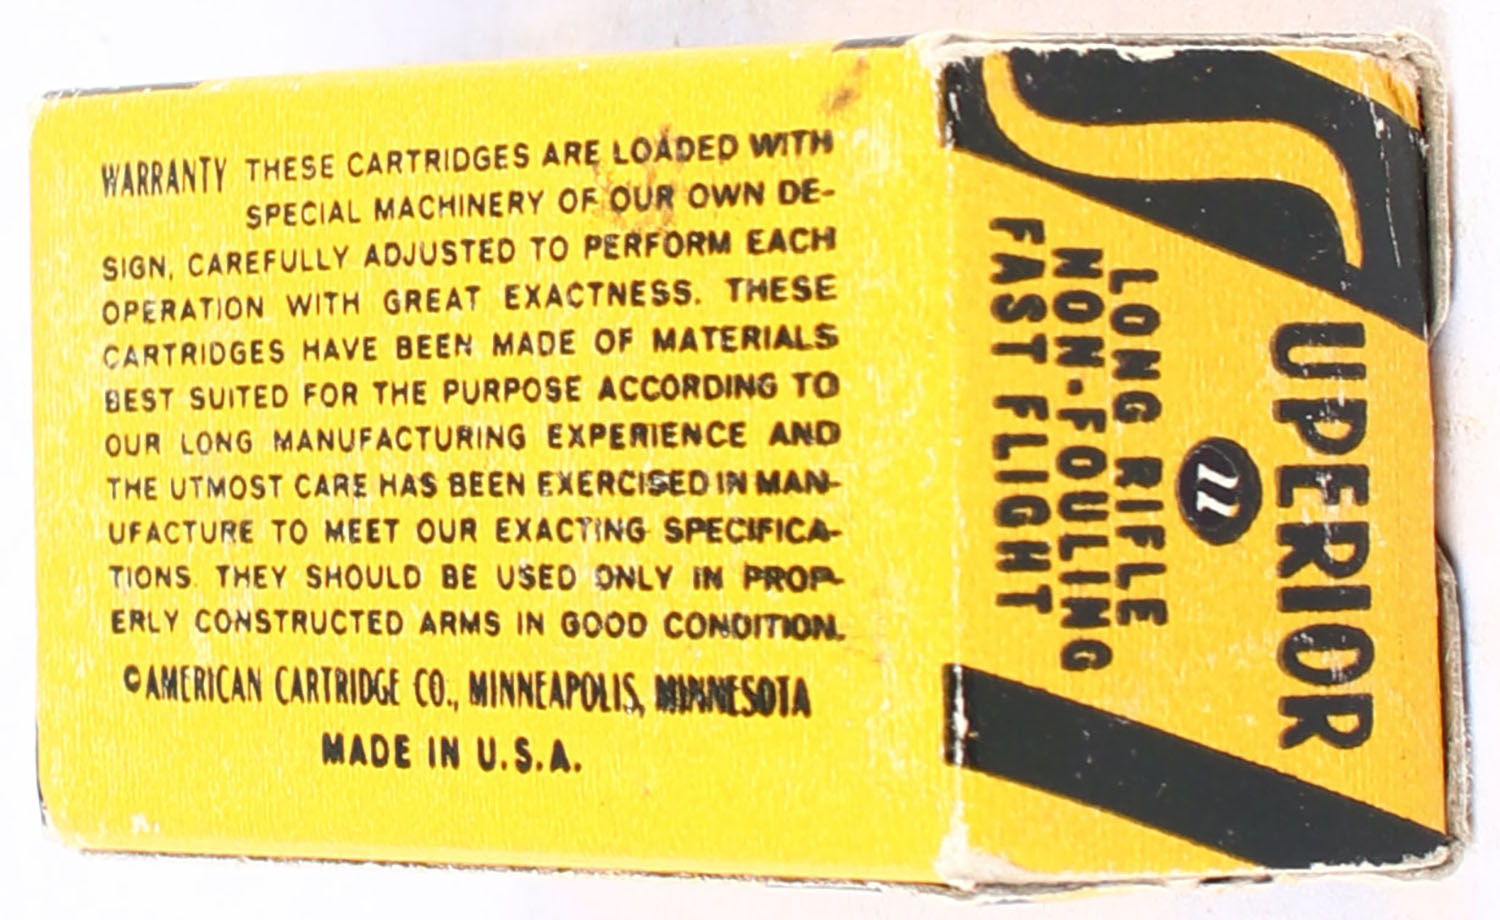 WARRANTY THESE CARTRIDGES ARE LOADED WITH
SPECIAL MACHINERY OF OUR OWN DE-
SIGN, CAREFULLY ADJUSTED TO PERFORM EACH
OPERATION WITH GREAT EXACTNESS. THESE
CARTRIDGES HAVE BEEN MADE OF MATERIALS
BEST SUITED FOR THE PURPOSE ACCORDING TO
OUR LONG MANUFACTURING EXPERIENCE AND
THE UTMOST CARE HAS BEEN EXERCISED IN MAN-
UFACTURE TO MEET OUR EXACTING SPECIFICA-
TIONS. THEY SHOULD BE USED ONLY IN PROP-
ERLY CONSTRUCTED ARMS IN GOOD CONDITION.
©AMERICAN CARTRIDGE CO., MINNEAPOLIS, MINNESOTA
MADE IN U.S.A.
SUPERIOR
22
LONG RIFLE
NON-FOULING
FAST FLIGHT